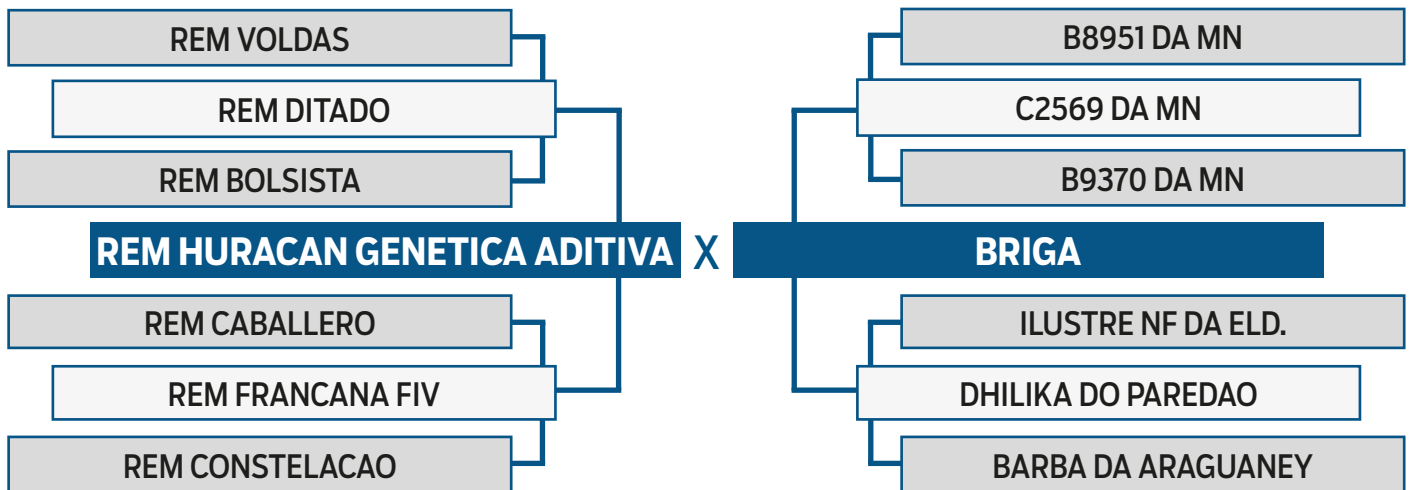 REM VOLDAS
REM DITADO
REM BOLSISTA
REM HURACAN GENETICA ADITIVA
REM CABALLERO
REM FRANCANA FIV
REM CONSTELACAO
X
B8951 DA MN
C2569 DA MN
B9370 DA MN
BRIGA
ILUSTRE NF DA ELD.
DHILIKA DO PAREDAO
BARBA DA ARAGUANEY